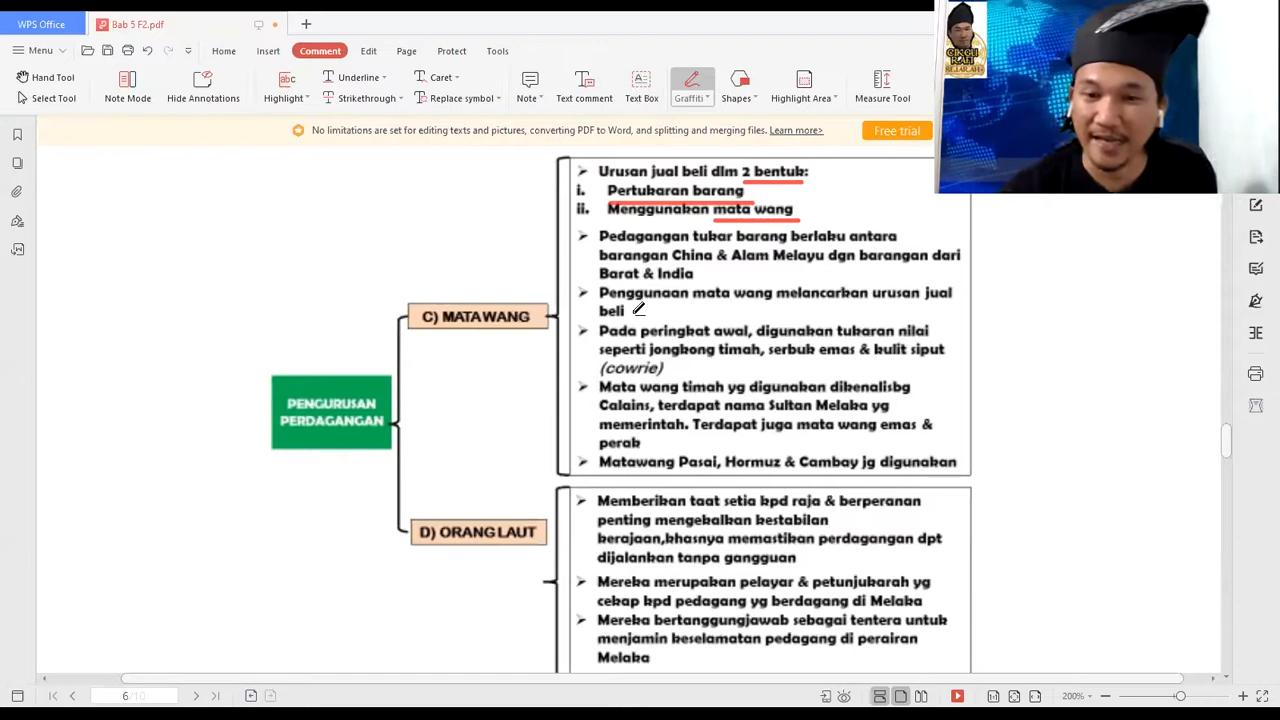 WPS Office
Bab 5 F2.pdf
Menu
Home
Insert
Comment
Edit
Page
Protect
Tools
Hand Tool
Select Tool
Note Mode
Hide Annotations
Highlight
Underline
Strikethrough
Caret
Replace symbol
Note
Text comment
Text Box
Graffiti
Shapes
Highlight Area
Measure Tool
No limitations are set for editing texts and pictures, converting PDF to Word, and splitting and merging files. Learn more>
Free trial
PENGURUSAN
PERDAGANGAN
C) MATA WANG
Urusan jual beli dlm 2 bentuk:
i. Pertukaran barang
ii. Menggunakan mata wang
Pedagangan tukar barang berlaku antara
barangan China & Alam Melayu dgn barangan dari
Barat & India
Penggunaan mata wang melancarkan urusan jual
beli
Pada peringkat awal, digunakan tukaran nilai
seperti jongkong timah, serbuk emas & kulit siput
(cowrie)
Mata wang timah yg digunakan dikenalisbg
Calains, terdapat nama Sultan Melaka yg
memerintah. Terdapat juga mata wang emas &
perak
Matawang Pasai, Hormuz & Cambay jg digunakan
D) ORANG LAUT
Memberikan taat setia kpd raja & berperanan
penting mengekalkan kestabilan
kerajaan,khasnya memastikan perdagangan dpt
dijalankan tanpa gangguan
Mereka merupakan pelayar & petunjukarah yg
cekap kpd pedagang yg berdagang di Melaka
Mereka bertanggungjawab sebagai tentera untuk
menjamin keselamatan pedagang di perairan
Melaka
6/10
200%